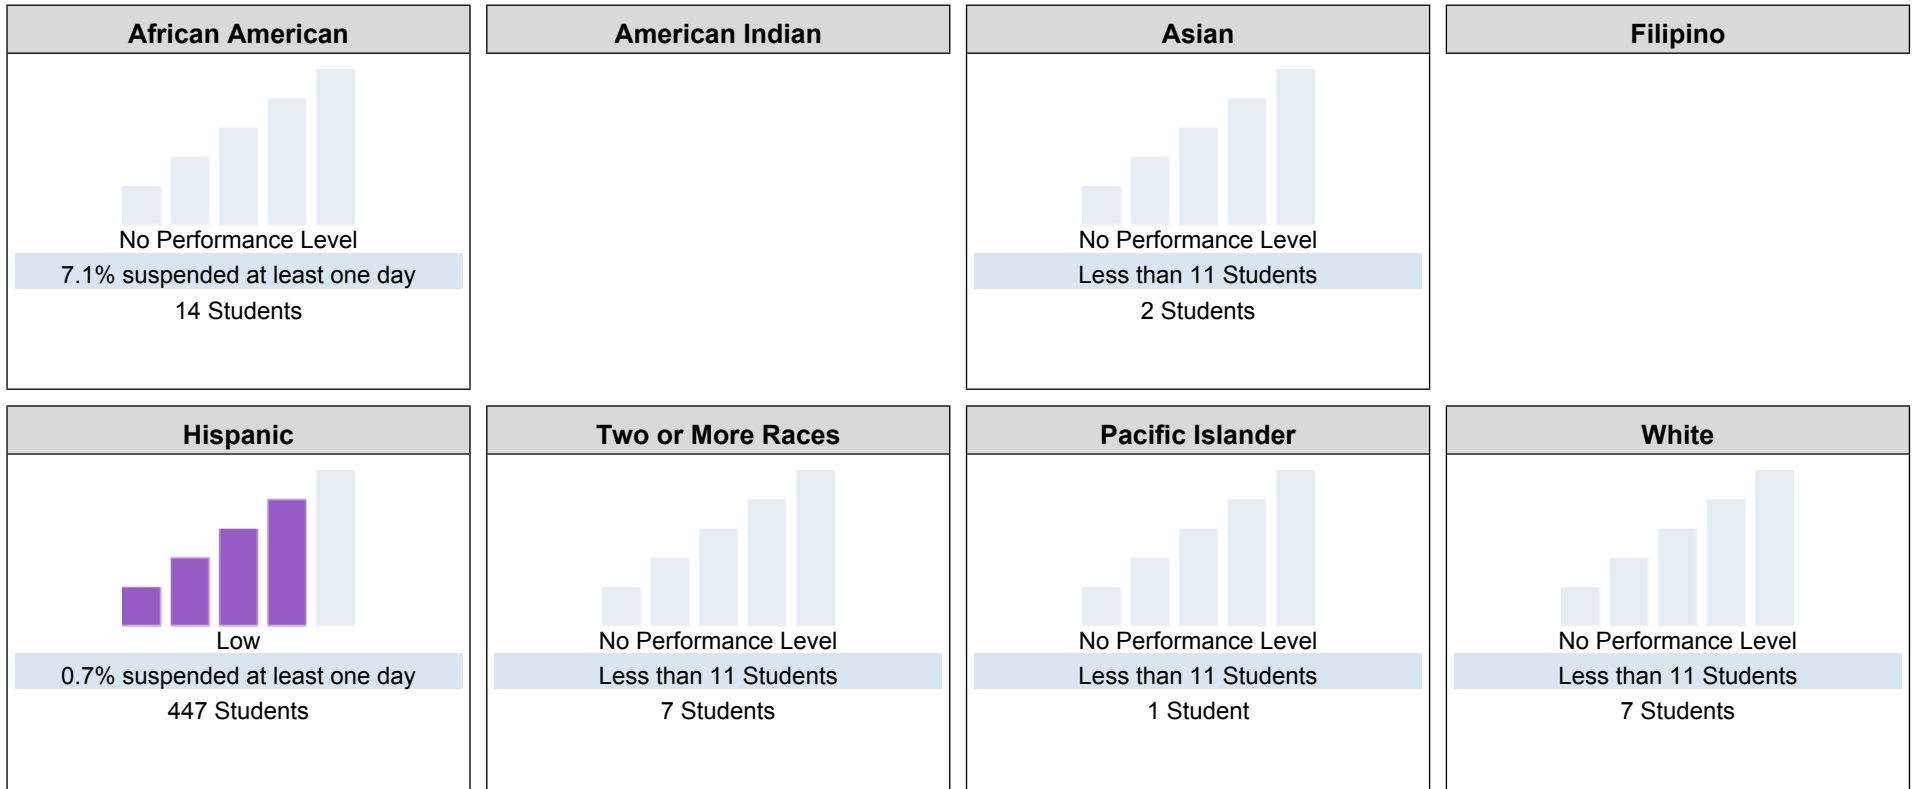 African American
No Performance Level
7.1% suspended at least one day
14 Students
American Indian
Asian
No Performance Level
Less than 11 Students
2 Students
Filipino
Hispanic
Low
0.7% suspended at least one day
447 Students
Two or More Races
No Performance Level
Less than 11 Students
7 Students
Pacific Islander
No Performance Level
Less than 11 Students
1 Student
White
No Performance Level
Less than 11 Students
7 Students